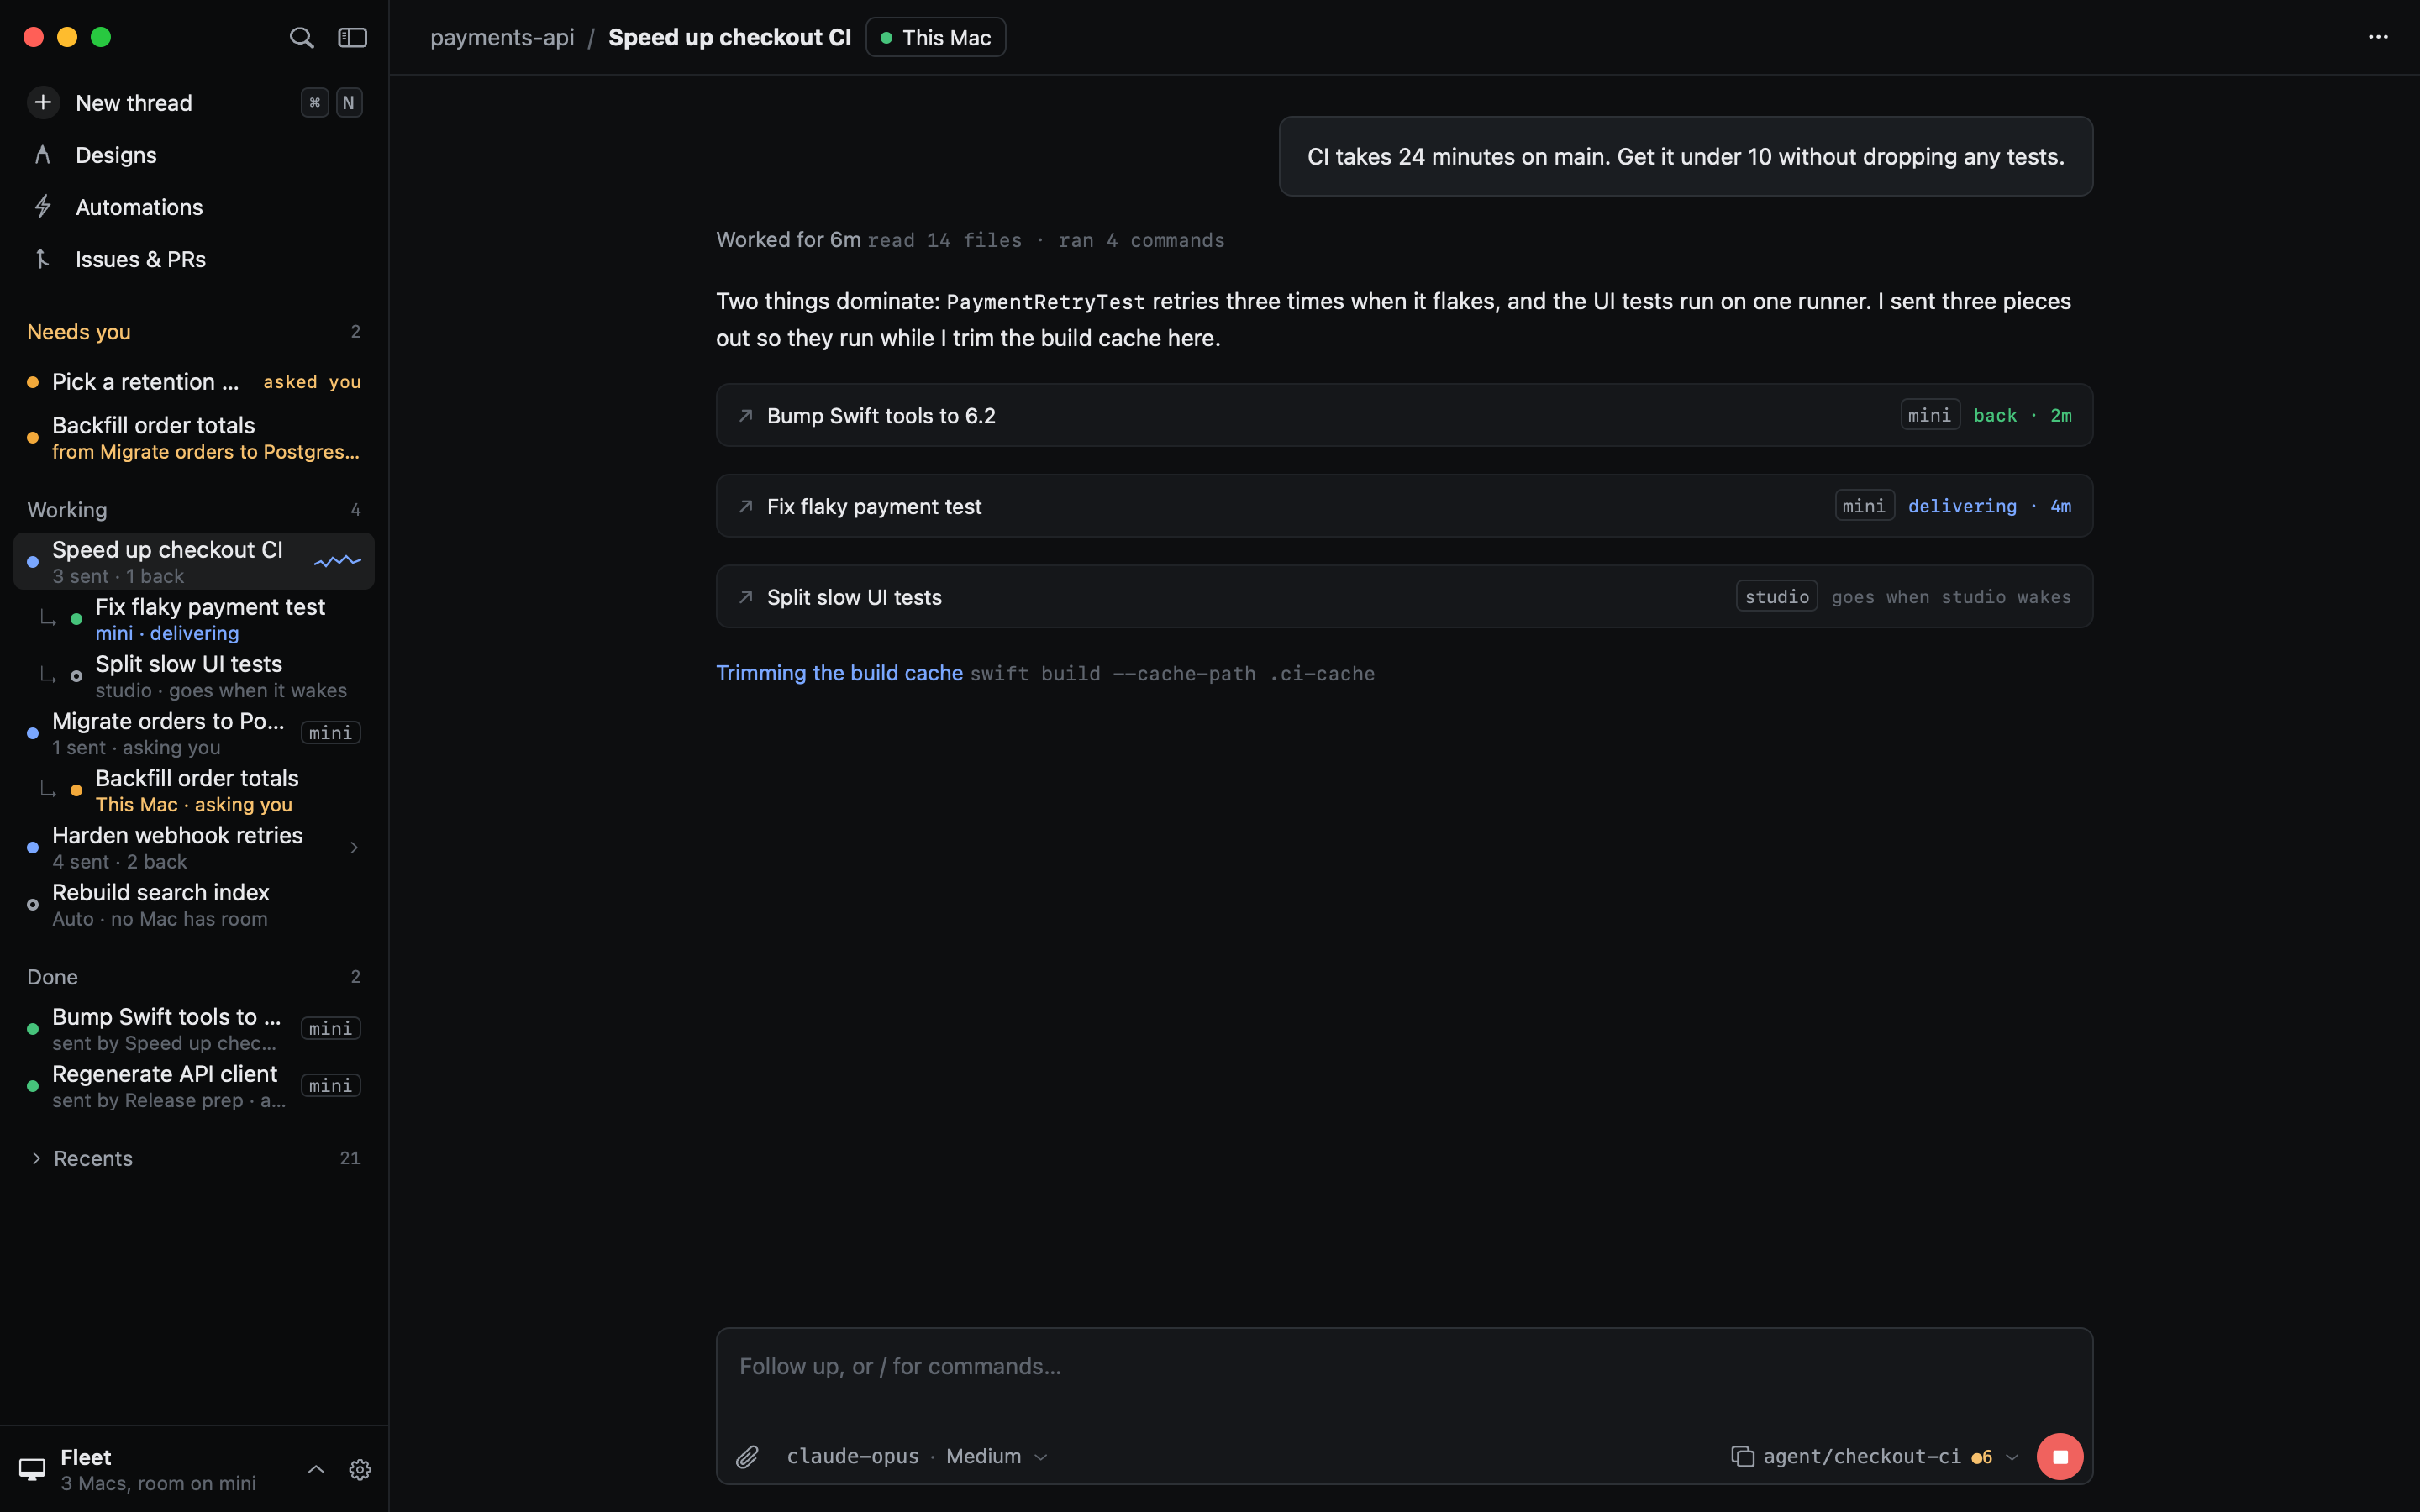 payments-api / Speed up checkout CI This Mac
New thread ⌘ N
Designs
Automations
Issues & PRs
Needs you 2
Pick a retention ... asked you
Backfill order totals
from Migrate orders to Postgres...
Working 4
Speed up checkout CI
3 sent · 1 back
Fix flaky payment test
mini · delivering
Split slow UI tests
studio · goes when it wakes
Migrate orders to Po... mini
1 sent · asking you
Backfill order totals
This Mac · asking you
Harden webhook retries
4 sent · 2 back
Rebuild search index
Auto · no Mac has room
Done 2
Bump Swift tools to ... mini
sent by Speed up chec...
Regenerate API client mini
sent by Release prep · a...
Recents 21
Fleet
3 Macs, room on mini
CI takes 24 minutes on main. Get it under 10 without dropping any tests.
Worked for 6m read 14 files · ran 4 commands
Two things dominate: PaymentRetryTest retries three times when it flakes, and the UI tests run on one runner. I sent three pieces
out so they run while I trim the build cache here.
Bump Swift tools to 6.2 mini back · 2m
Fix flaky payment test mini delivering · 4m
Split slow UI tests studio goes when studio wakes
Trimming the build cache swift build --cache-path .ci-cache
Follow up, or / for commands...
claude-opus · Medium agent/checkout-ci 6